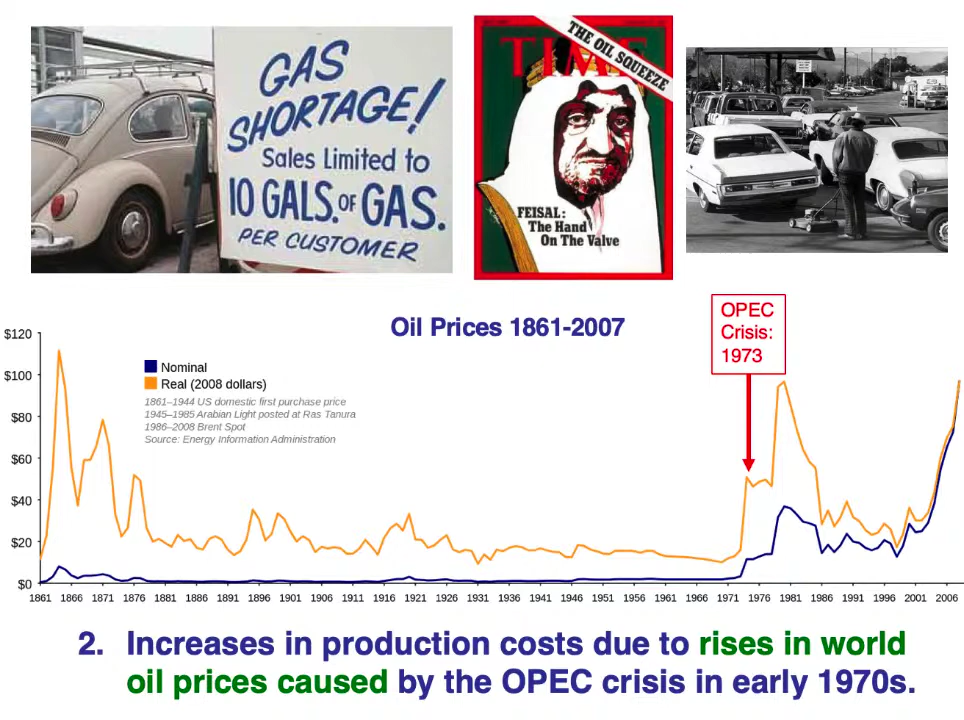 GAS
SHORTAGE!
Sales Limited to
10 GALS. OF GAS.
PER CUSTOMER
THE OIL SQUEEZE
TIME
FEISAL:
The Hand
On The Valve
Oil Prices 1861-2007
OPEC
Crisis:
1973
$120
$100
$80
$60
$40
$20
$0
Nominal
Real (2008 dollars)
1861–1944 US domestic first purchase price
1945–1985 Arabian Light posted at Ras Tanura
1986–2008 Brent Spot
Source: Energy Information Administration
1861 1866 1871 1876 1881 1886 1891 1896 1901 1906 1911 1916 1921 1926 1931 1936 1941 1946 1951 1956 1961 1966 1971 1976 1981 1986 1991 1996 2001 2006
2. Increases in production costs due to rises in world
oil prices caused by the OPEC crisis in early 1970s.